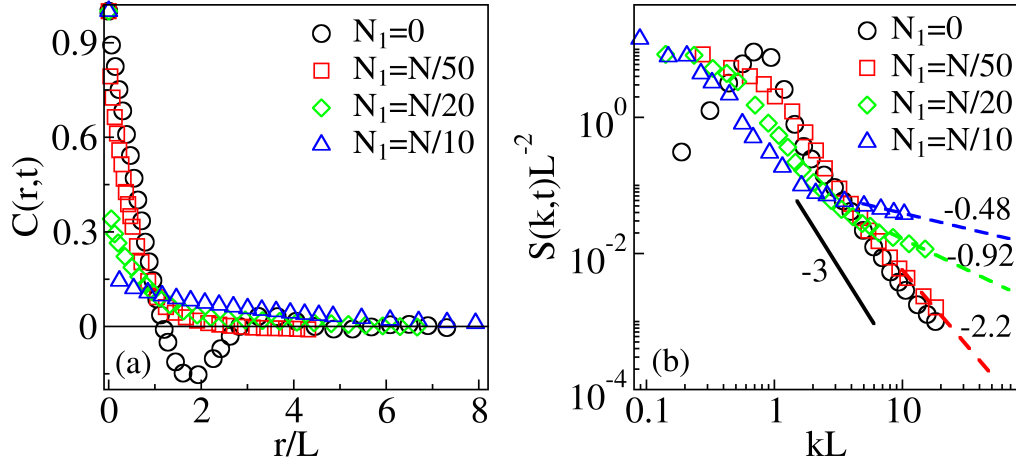 C(r,t)
0.9
0.6
0.3
0
N₁=0
N₁=N/50
N₁=N/20
N₁=N/10
(a)
0 2 4 6 8
r/L
S(k,t)L⁻²
10⁰
10⁻²
10⁻⁴
N₁=0
N₁=N/50
N₁=N/20
N₁=N/10
-0.48
-0.92
-3
-2.2
(b)
0.1 1 10
kL